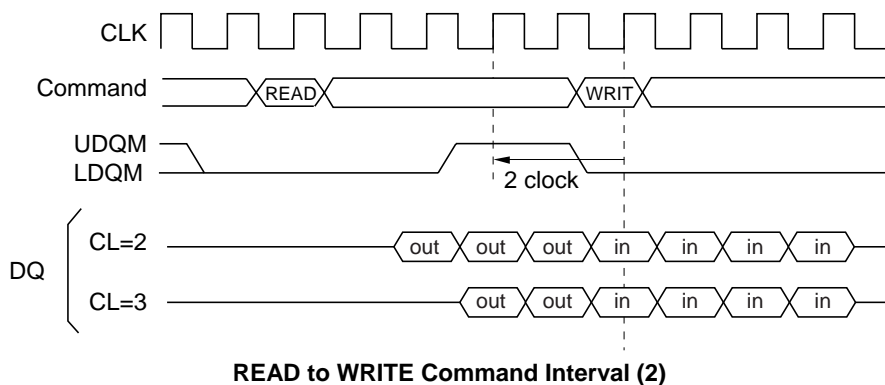 CLK
Command READ WRIT
UDQM
LDQM
2 clock
CL=2 out out out in in in in
DQ
CL=3 out out in in in in
READ to WRITE Command Interval (2)